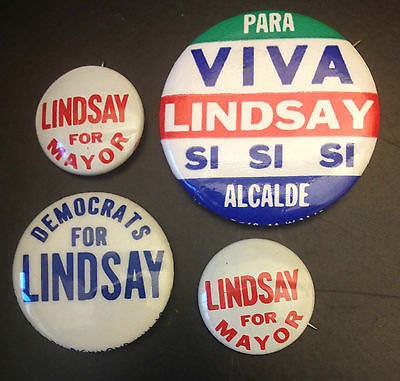 LINDSAY
FOR
MAYOR
PARA
VIVA
LINDSAY
SI SI SI
ALCALDE
DEMOCRATS
FOR
LINDSAY
LINDSAY
FOR
MAYOR